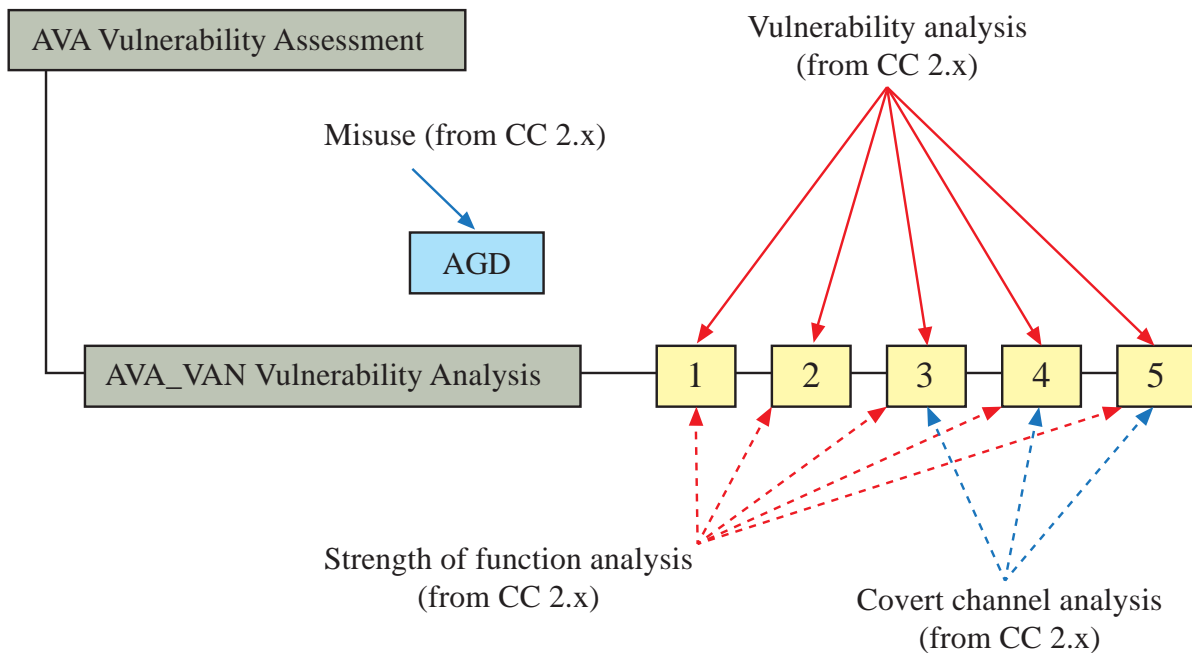 AVA Vulnerability Assessment
Vulnerability analysis
(from CC 2.x)
Misuse (from CC 2.x)
AGD
AVA_VAN Vulnerability Analysis
1
2
3
4
5
Strength of function analysis
(from CC 2.x)
Covert channel analysis
(from CC 2.x)